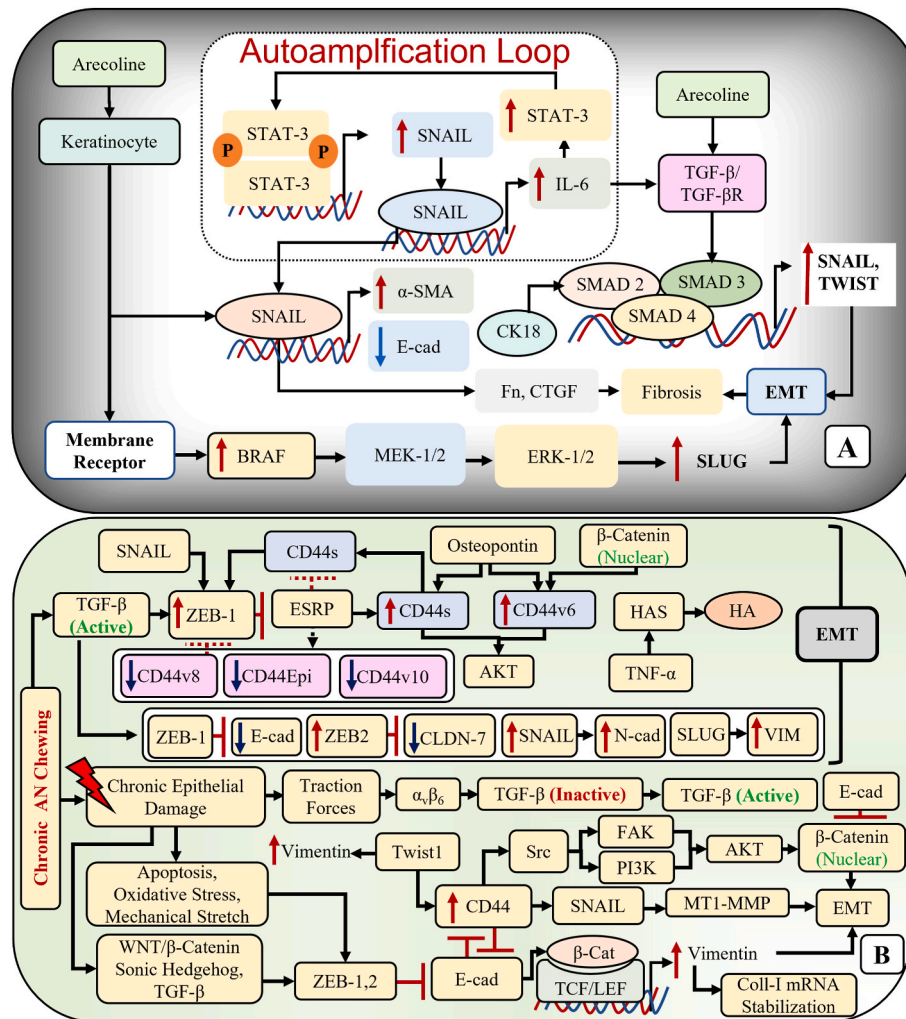 Autoamplfication Loop
Arecoline
Keratinocyte
STAT-3
P
P
STAT-3
SNAIL
STAT-3
IL-6
SNAIL
Arecoline
TGF-β/
TGF-βR
SMAD 2
SMAD 3
SMAD 4
CK18
SNAIL,
TWIST
SNAIL
α-SMA
E-cad
Fn, CTGF
Fibrosis
EMT
Membrane
Receptor
BRAF
MEK-1/2
ERK-1/2
SLUG
A
SNAIL
CD44s
Osteopontin
β-Catenin
(Nuclear)
TGF-β
(Active)
ZEB-1
ESRP
CD44s
CD44v6
HAS
HA
EMT
CD44v8
CD44Epi
CD44v10
AKT
TNF-α
ZEB-1
E-cad
ZEB2
CLDN-7
SNAIL
N-cad
SLUG
VIM
Chronic AN Chewing
Chronic Epithelial
Damage
Traction
Forces
αvβ6
TGF-β (Inactive)
TGF-β (Active)
E-cad
Apoptosis,
Oxidative Stress,
Mechanical Stretch
Vimentin
Twist1
Src
FAK
PI3K
AKT
β-Catenin
(Nuclear)
CD44
SNAIL
MT1-MMP
EMT
WNT/β-Catenin
Sonic Hedgehog,
TGF-β
ZEB-1,2
E-cad
β-Cat
TCF/LEF
Vimentin
B
Coll-I mRNA
Stabilization